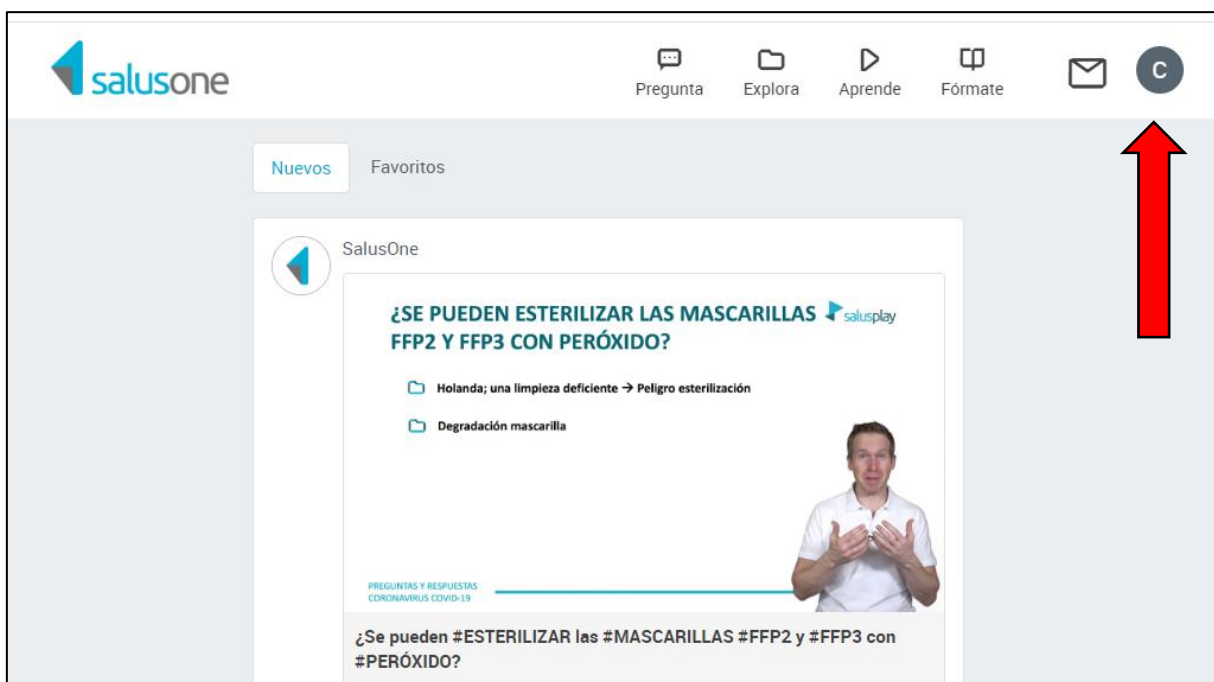 salusone
Pregunta Explora Aprende Fórmate
C
Nuevos Favoritos
SalusOne
¿SE PUEDEN ESTERILIZAR LAS MASCARILLAS
FFP2 Y FFP3 CON PERÓXIDO?
salusplay
Holanda; una limpieza deficiente → Peligro esterilización
Degradación mascarilla
PREGUNTAS Y RESPUESTAS
CORONAVIRUS COVID-19
¿Se pueden #ESTERILIZAR las #MASCARILLAS #FFP2 y #FFP3 con
#PERÓXIDO?